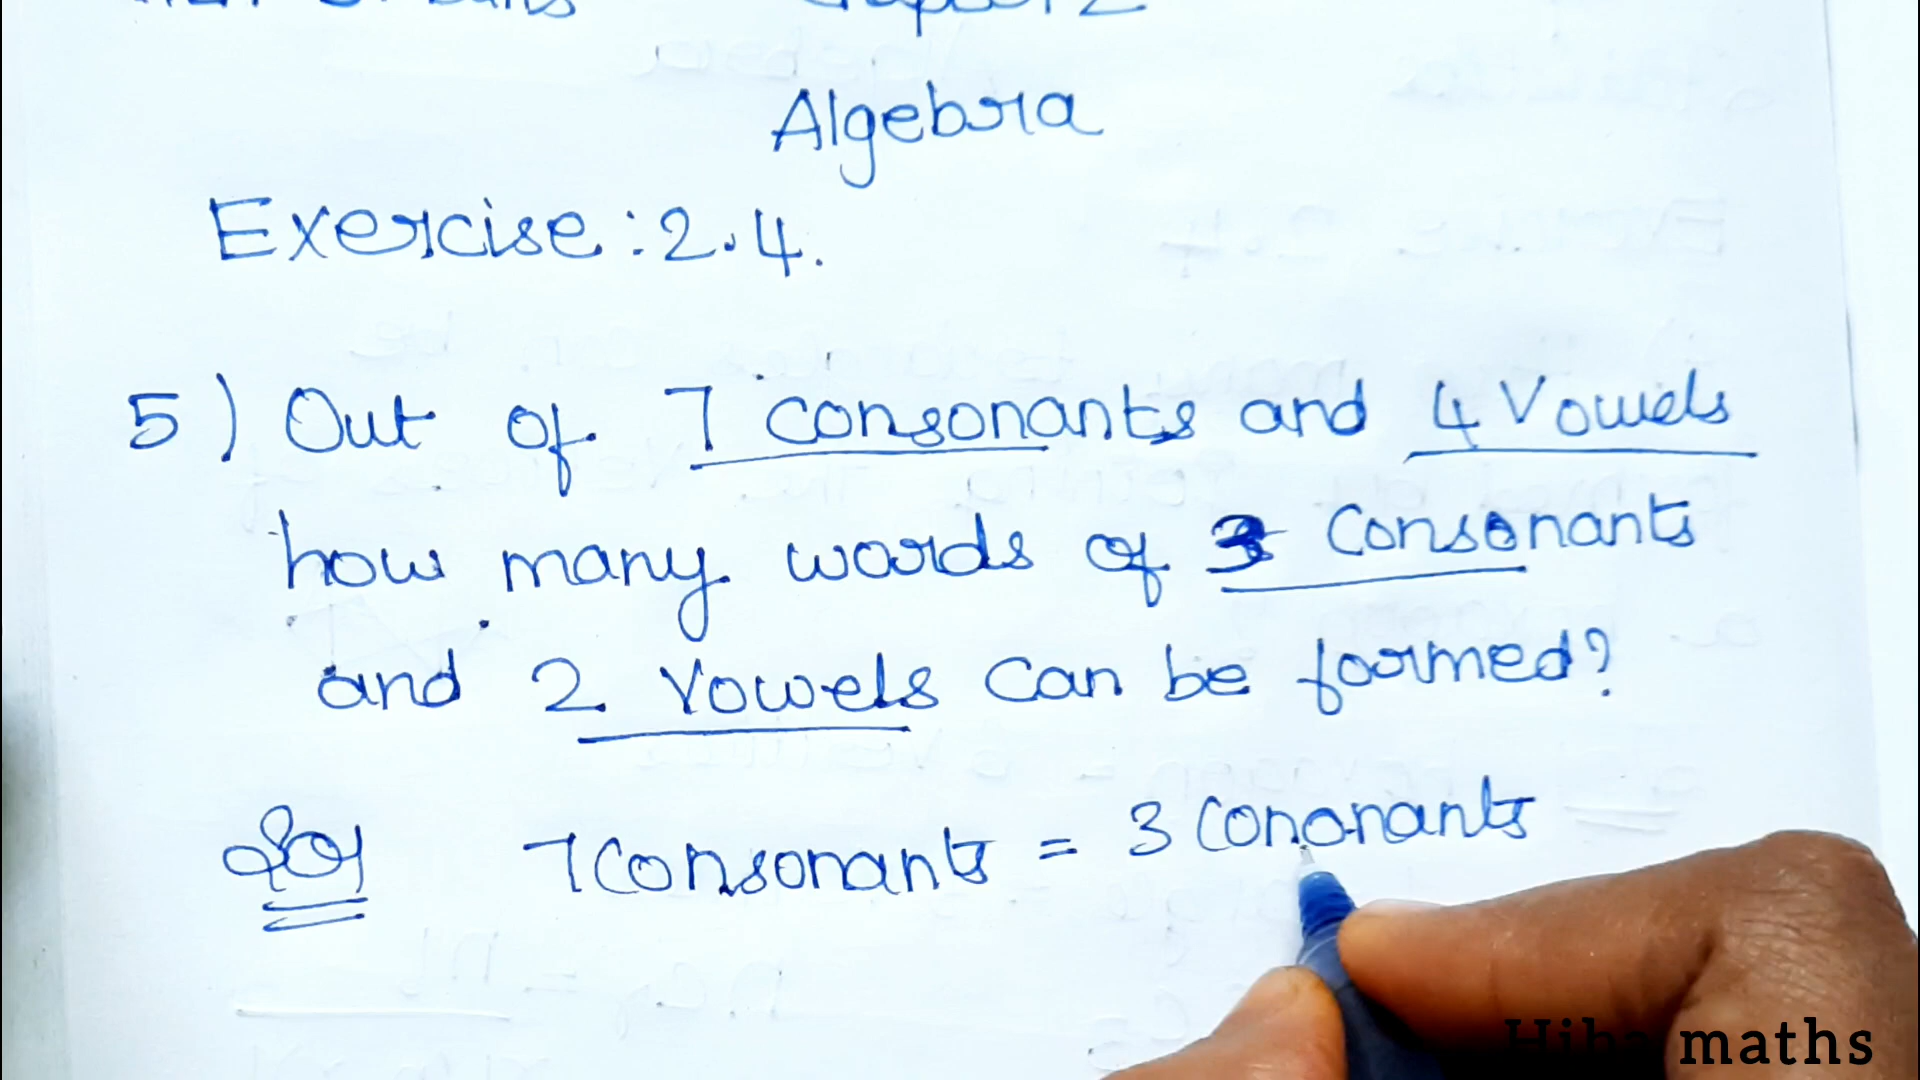 Algebra
Exercise : 2.4.
5) Out of 7 consonants and 4 Vowels
how many words of 3 Consonants
and 2 Vowels can be formed?
Sol 7 Consonants = 3 Cononants
maths